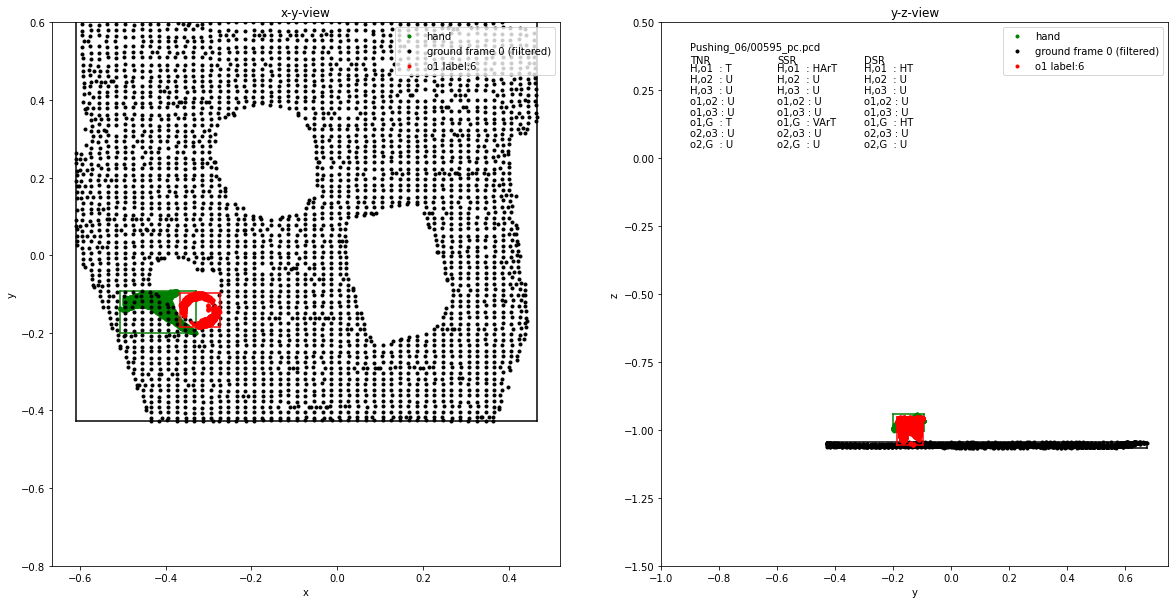 x-y-view
hand
ground frame 0 (filtered)
o1 label:6
0.6
0.4
0.2
0.0
−0.2
−0.4
−0.6
−0.8
y
−0.6
−0.4
−0.2
0.0
0.2
0.4
x
y-z-view
Pushing_06/00595_pc.pcd
TNR SSR DSR
H,o1 : T H,o1 : HArT H,o1 : HT
H,o2 : U H,o2 : U H,o2 : U
H,o3 : U H,o3 : U H,o3 : U
o1,o2 : U o1,o2 : U o1,o2 : U
o1,o3 : U o1,o3 : U o1,o3 : U
o1,G : T o1,G : VArT o1,G : HT
o2,o3 : U o2,o3 : U o2,o3 : U
o2,G : U o2,G : U o2,G : U
hand
ground frame 0 (filtered)
o1 label:6
0.50
0.25
0.00
−0.25
−0.50
−0.75
−1.00
−1.25
−1.50
z
−1.0
−0.8
−0.6
−0.4
−0.2
0.0
0.2
0.4
0.6
y